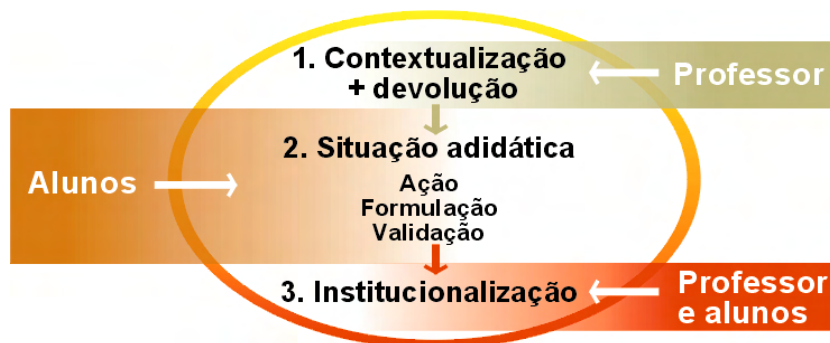 1. Contextualização
+ devolução
Professor
2. Situação adidática
Alunos
Ação
Formulação
Validação
3. Institucionalização
Professor
e alunos